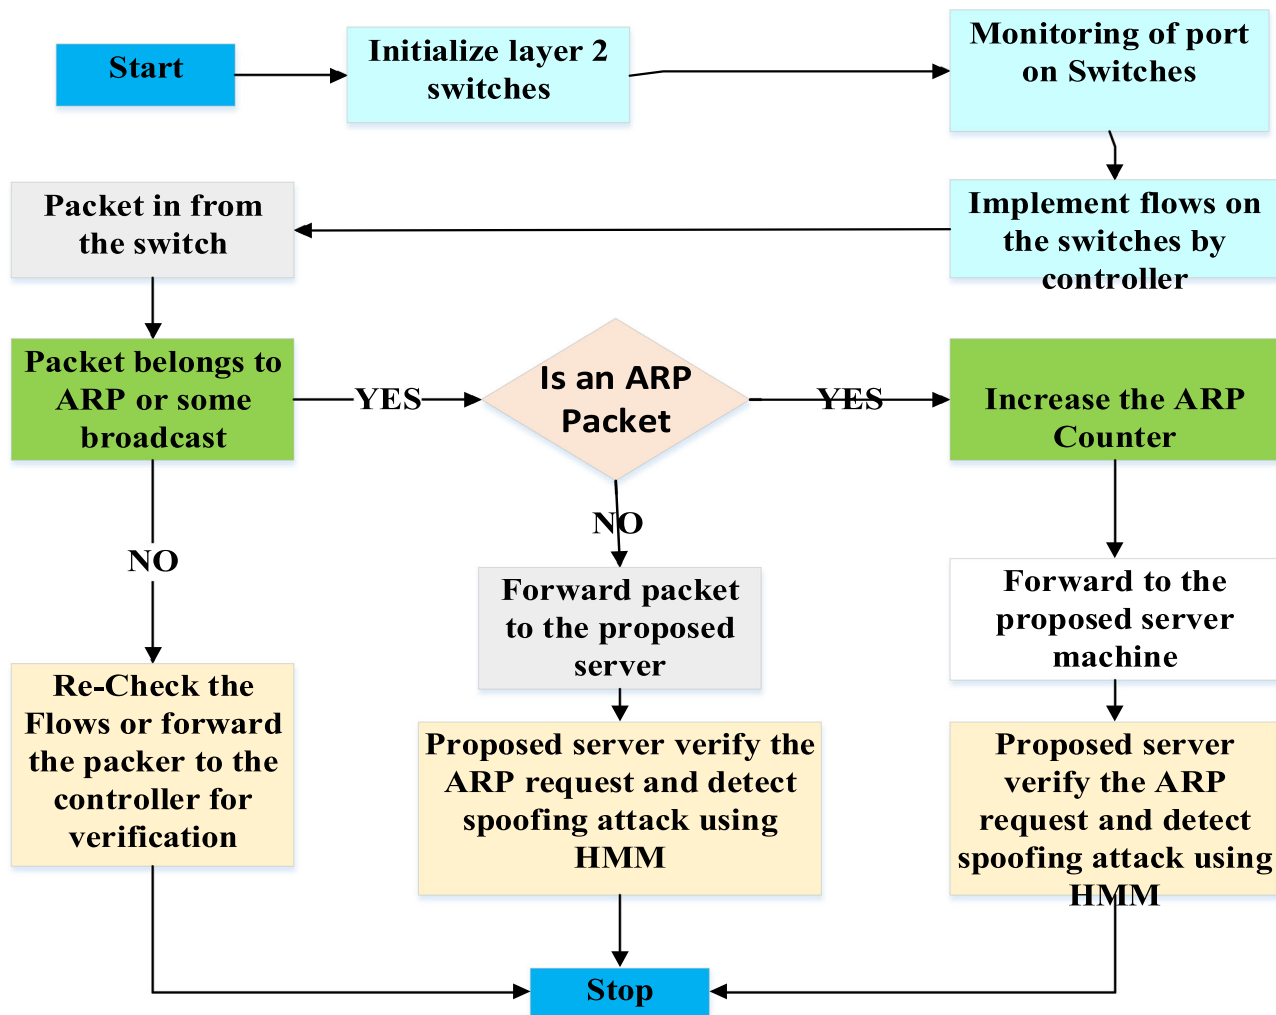 Start
Initialize layer 2
switches
Monitoring of port
on Switches
Packet in from
the switch
Implement flows on
the switches by
controller
Packet belongs to
ARP or some
broadcast
YES
Is an ARP
Packet
YES
Increase the ARP
Counter
NO
NO
Forward packet
to the proposed
server
Forward to the
proposed server
machine
Re-Check the
Flows or forward
the packer to the
controller for
verification
Proposed server verify the
ARP request and detect
spoofing attack using
HMM
Proposed server
verify the ARP
request and detect
spoofing attack using
HMM
Stop